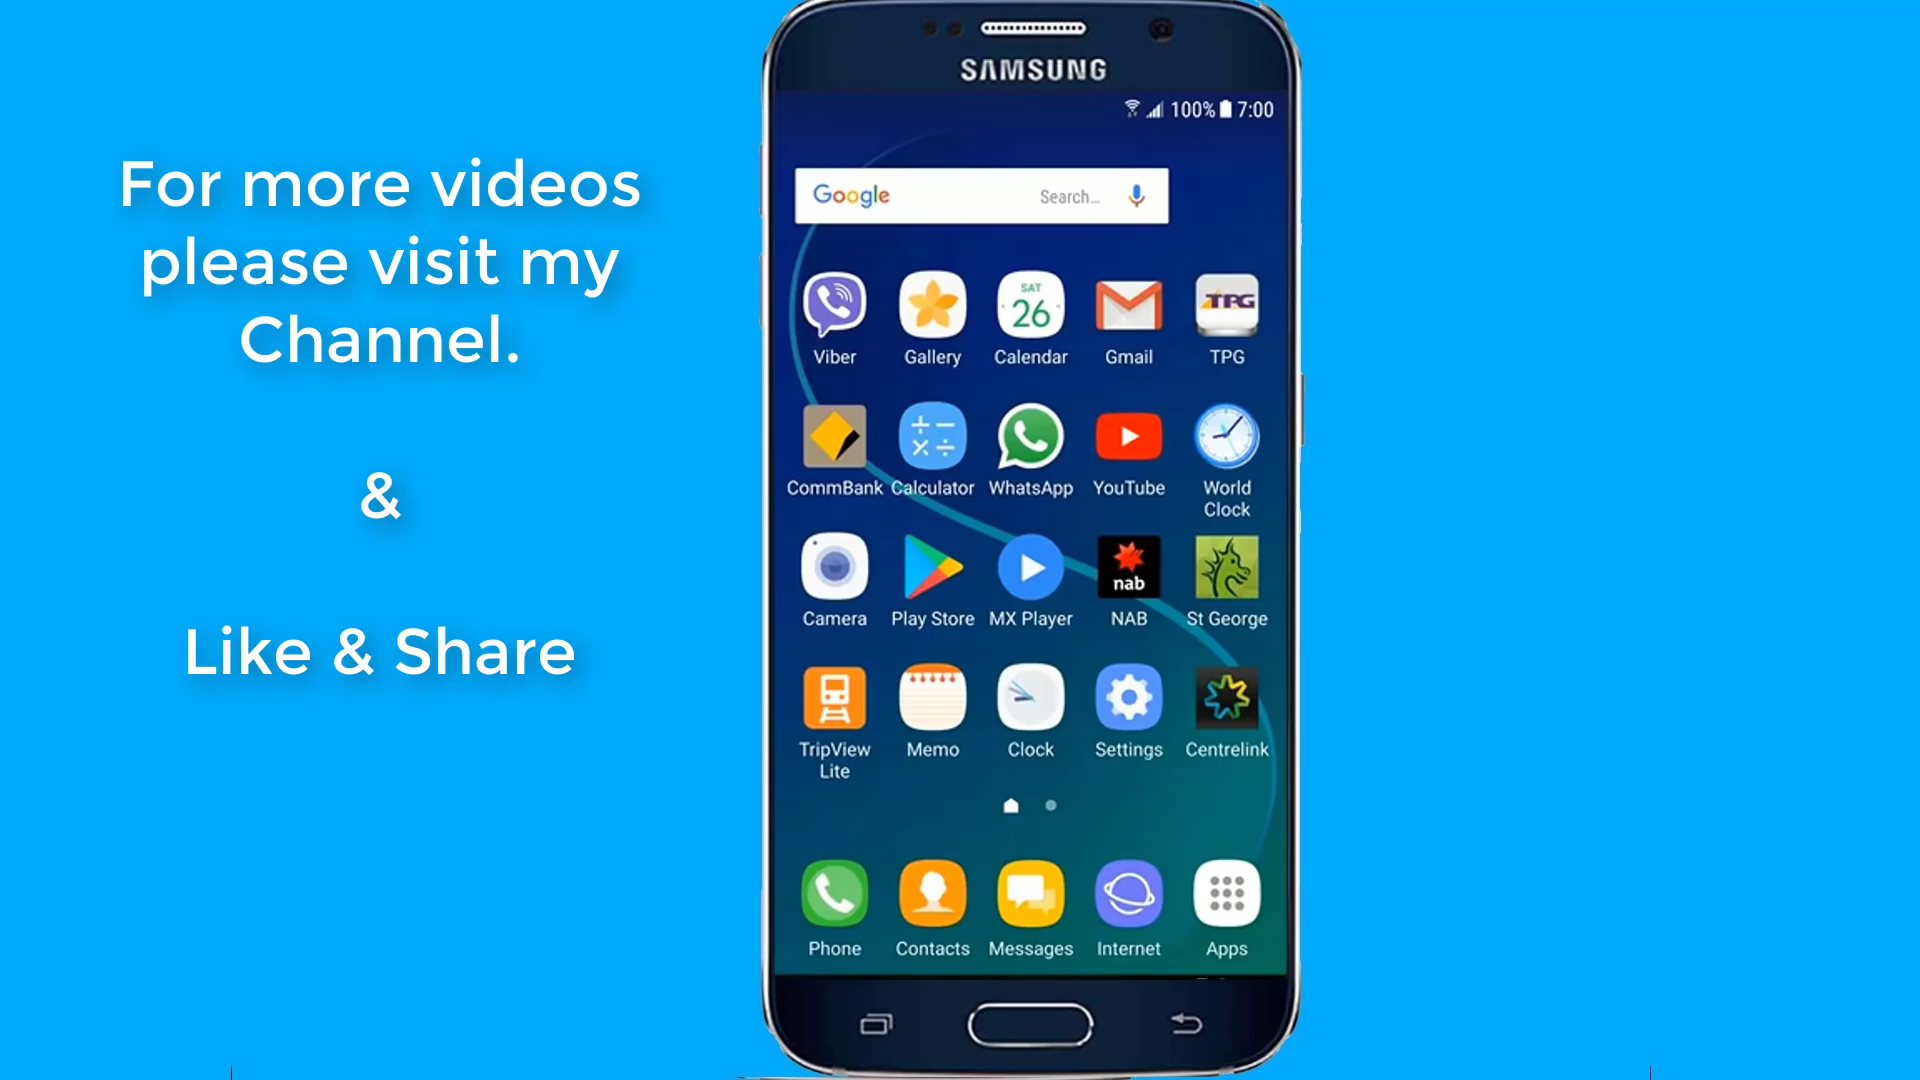 For more videos
please visit my
Channel.
&
Like & Share
SAMSUNG
100% 7:00
Google Search...
SAT
26
TPG
Viber Gallery Calendar Gmail TPG
CommBank Calculator WhatsApp YouTube World Clock
nab
Camera Play Store MX Player NAB St George
TripView Lite Memo Clock Settings Centrelink
Phone Contacts Messages Internet Apps